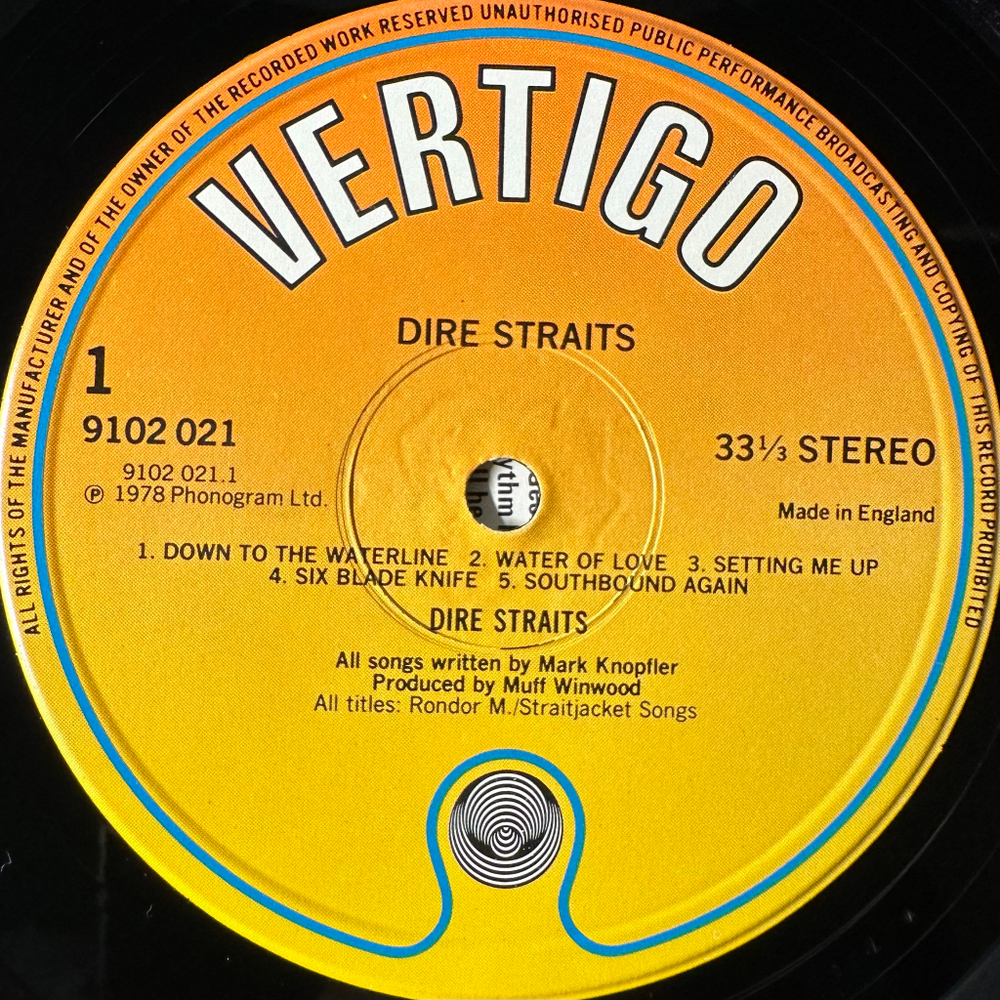 ALL RIGHTS OF THE MANUFACTURER AND OF THE OWNER OF THE RECORDED WORK RESERVED UNAUTHORISED PUBLIC PERFORMANCE BROADCASTING AND COPYING OF THIS RECORD PROHIBITED
VERTIGO
DIRE STRAITS
1
9102 021
33⅓ STEREO
9102 021.1
℗ 1978 Phonogram Ltd.
Made in England
ythm
1. DOWN TO THE WATERLINE 2. WATER OF LOVE 3. SETTING ME UP
4. SIX BLADE KNIFE 5. SOUTHBOUND AGAIN
DIRE STRAITS
All songs written by Mark Knopfler
Produced by Muff Winwood
All titles: Rondor M./Straitjacket Songs